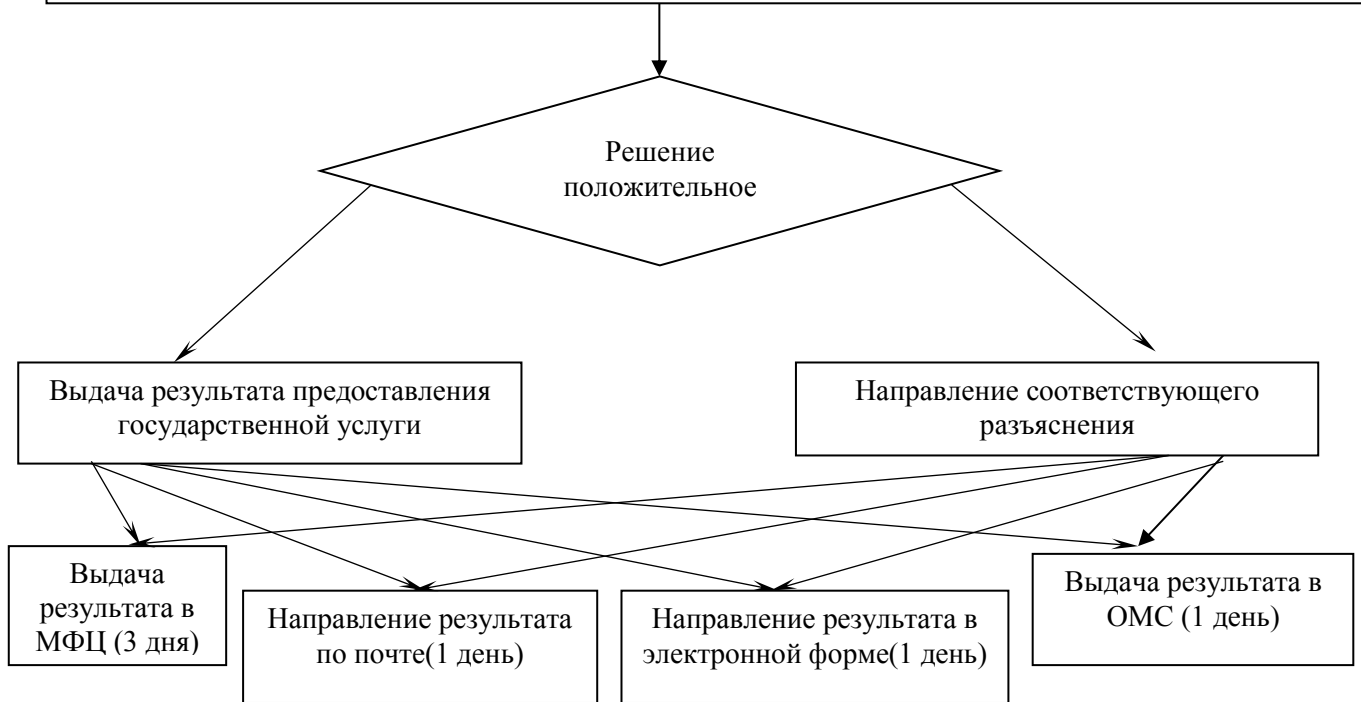 Решение
положительное
Выдача результата предоставления
государственной услуги
Направление соответствующего
разъяснения
Выдача
результата в
МФЦ (3 дня)
Направление результата
по почте(1 день)
Направление результата в
электронной форме(1 день)
Выдача результата в
ОМС (1 день)